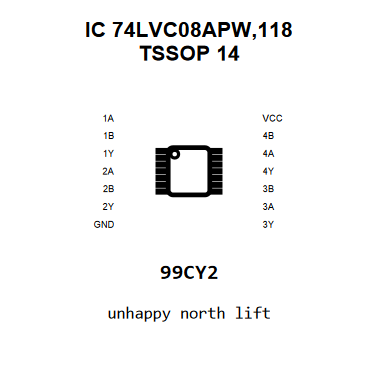 IC 74LVC08APW,118
TSSOP 14
1A VCC
1B 4B
1Y 4A
2A 4Y
2B 3B
2Y 3A
GND 3Y
99CY2
unhappy north lift